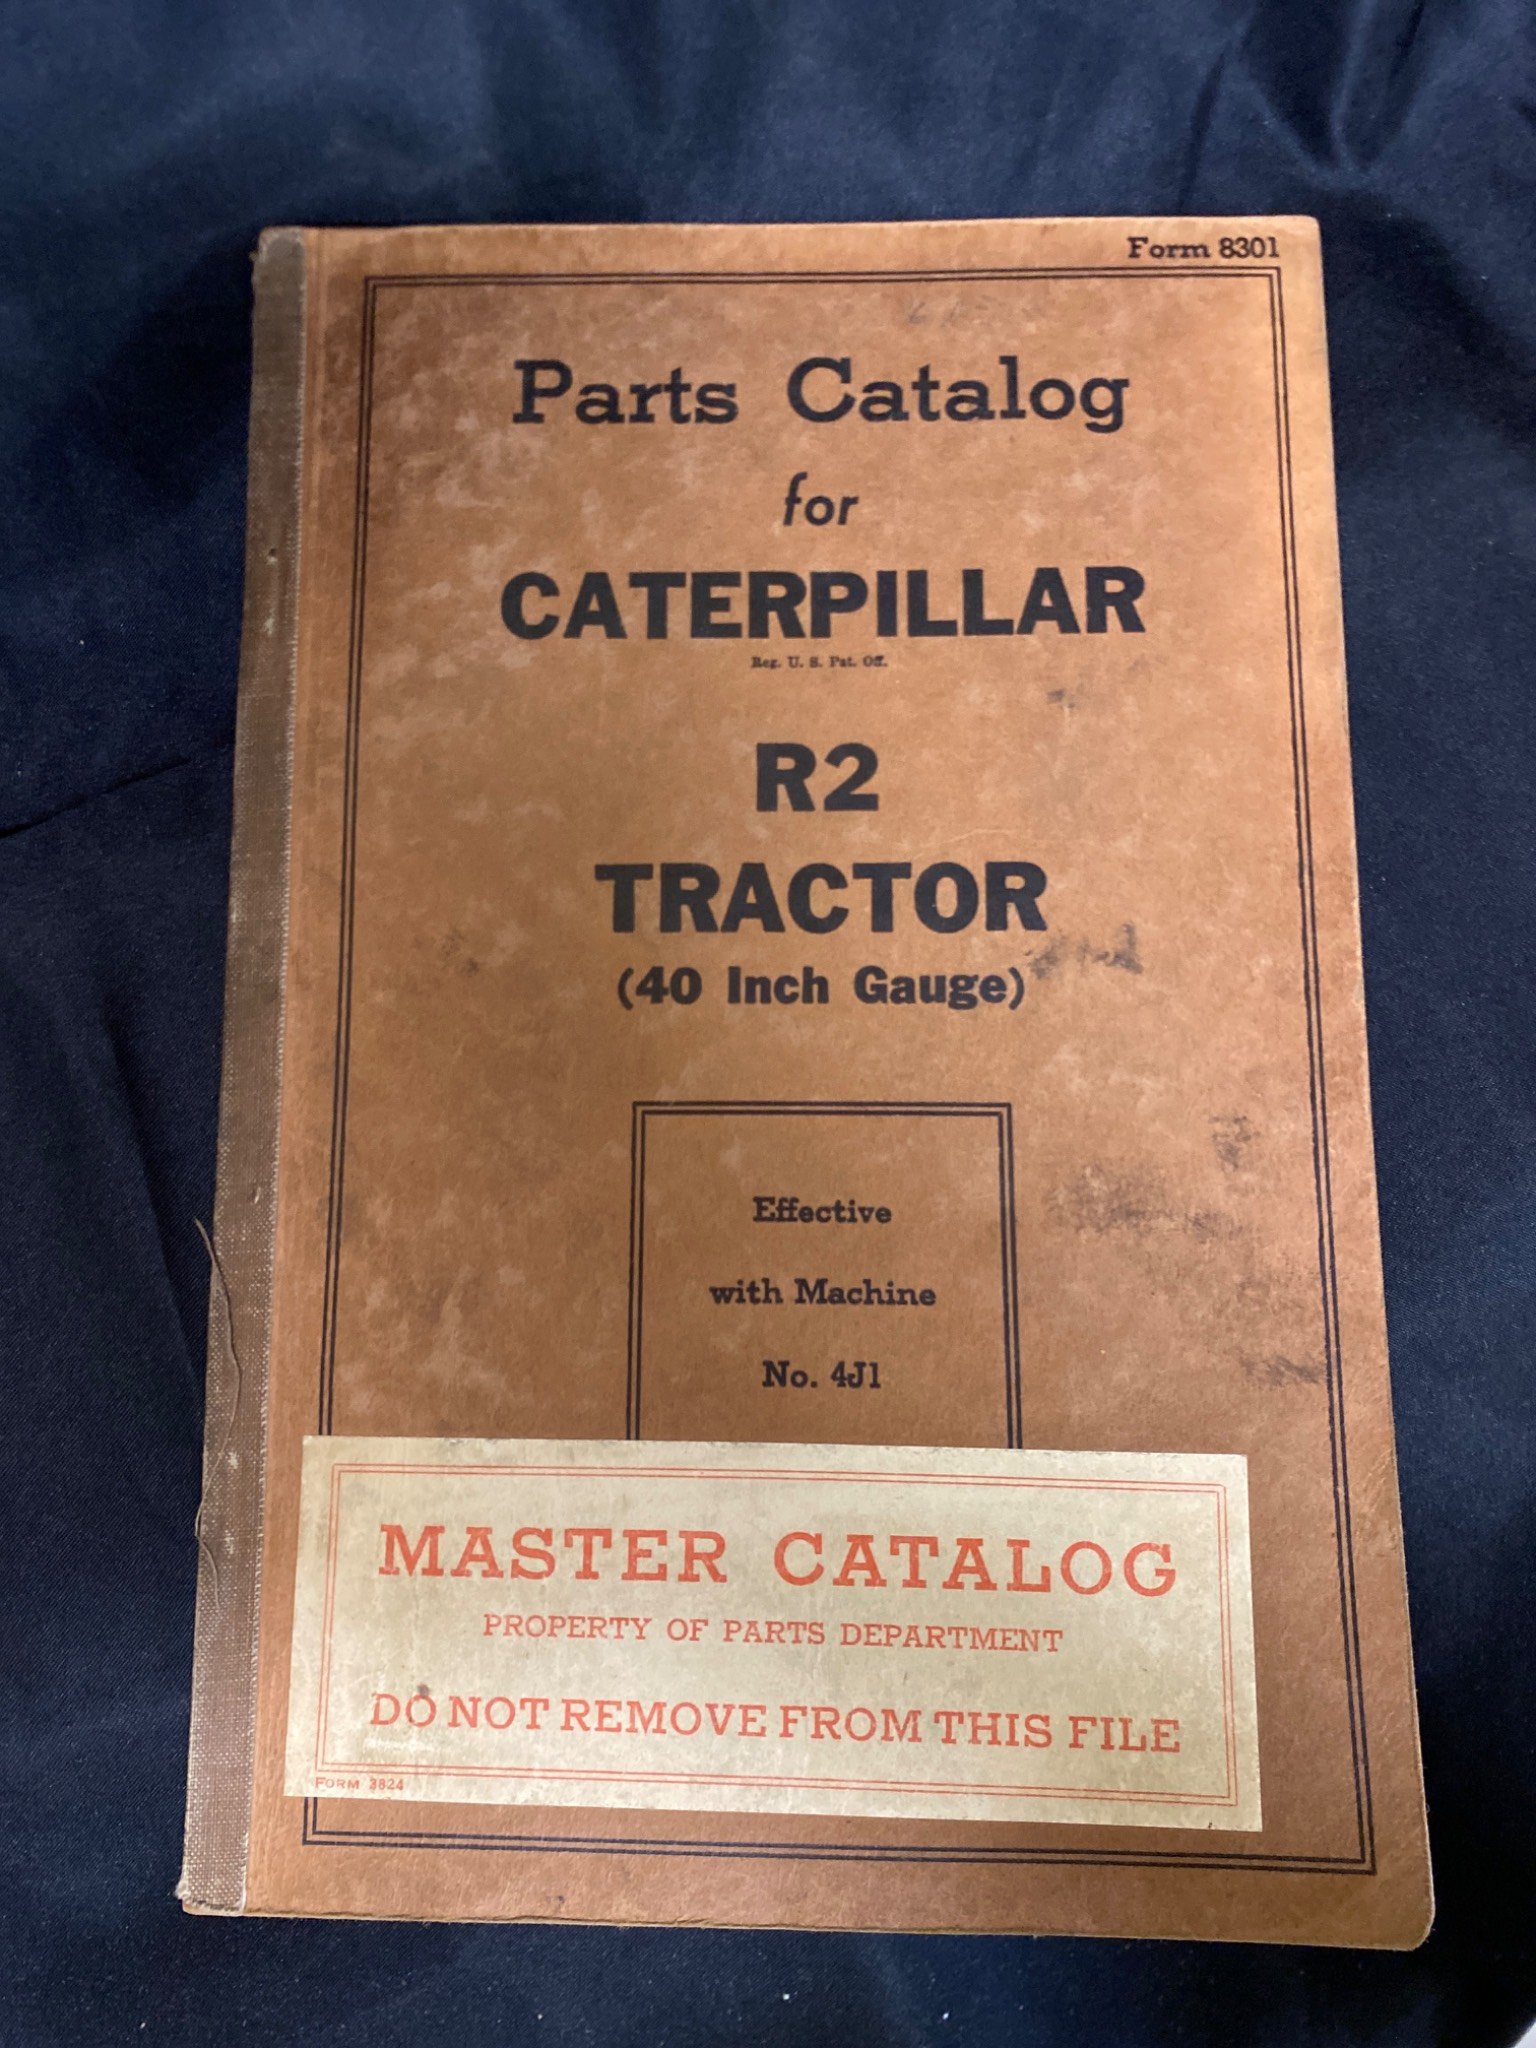 Form 8301
Parts Catalog
for
CATERPILLAR
Reg. U. S. Pat. Off.
R2
TRACTOR
(40 Inch Gauge)
Effective
with Machine
No. 4J1
MASTER CATALOG
PROPERTY OF PARTS DEPARTMENT
DO NOT REMOVE FROM THIS FILE
FORM 3824